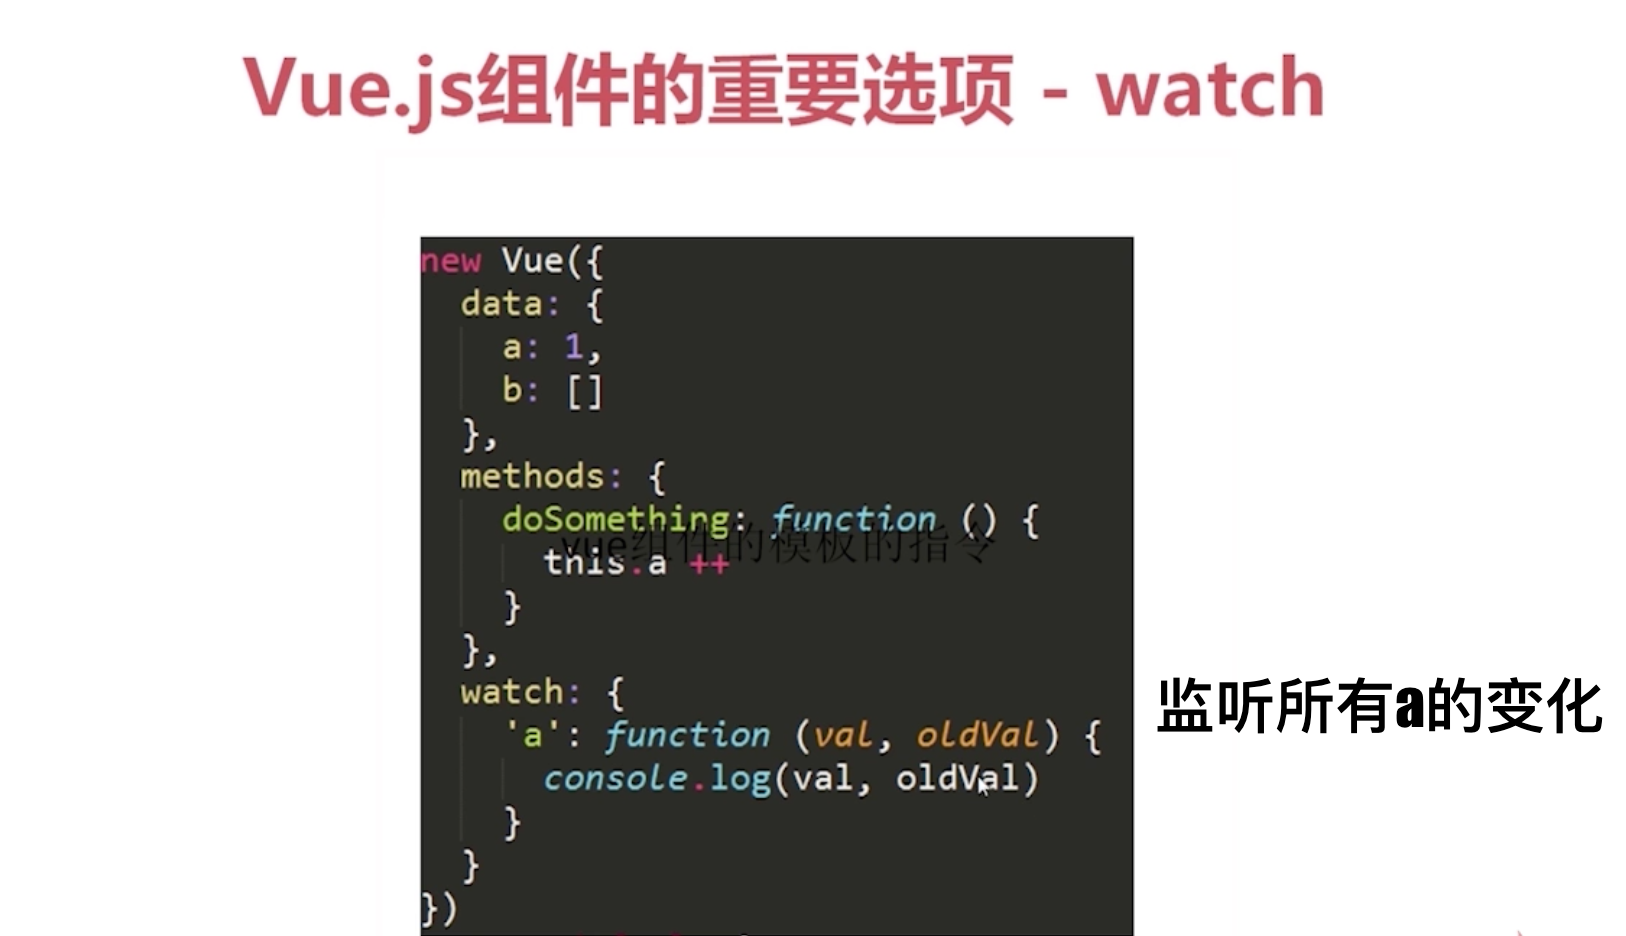 Vue.js组件的重要选项 - watch
new Vue({
data: {
a: 1,
b: []
},
methods: {
doSomething: function () {
vue组件的模板的指令
this.a ++
}
},
watch: {
监听所有a的变化
'a': function (val, oldVal) {
console.log(val, oldVal)
}
}
})